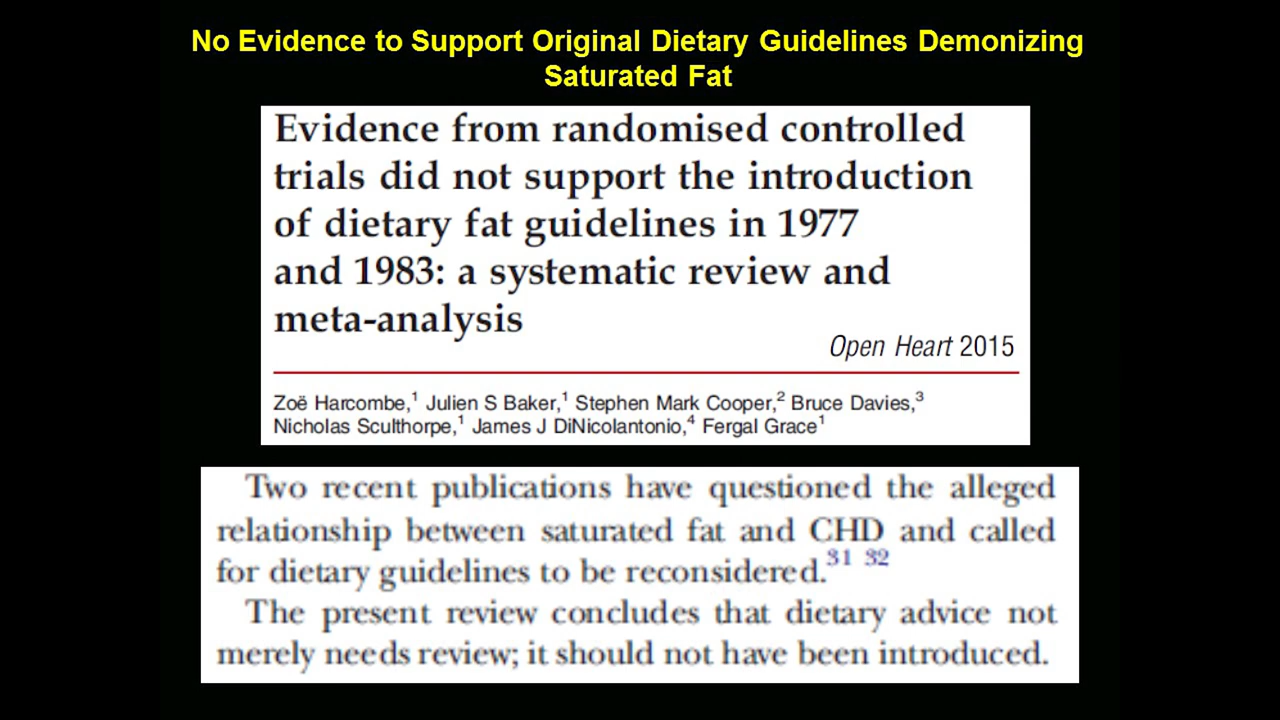 No Evidence to Support Original Dietary Guidelines Demonizing
Saturated Fat
Evidence from randomised controlled
trials did not support the introduction
of dietary fat guidelines in 1977
and 1983: a systematic review and
meta-analysis
Open Heart 2015
Zoë Harcombe,¹ Julien S Baker,¹ Stephen Mark Cooper,² Bruce Davies,³
Nicholas Sculthorpe,¹ James J DiNicolantonio,⁴ Fergal Grace¹
Two recent publications have questioned the alleged
relationship between saturated fat and CHD and called
for dietary guidelines to be reconsidered.³¹ ³²
The present review concludes that dietary advice not
merely needs review; it should not have been introduced.